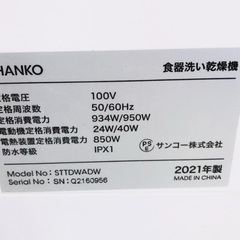 HANKO 食器洗い乾燥機
定格電圧 100V
定格周波数 50/60Hz
定格消費電力 934W/950W
電動機定格消費電力 24W/40W
電熱装置定格消費電力 850W
防水等級 IPX1
PS E サンコー株式会社
Model No : STTDWADW 2021年製
Serial No : SN:Q2160956 MADE IN CHINA